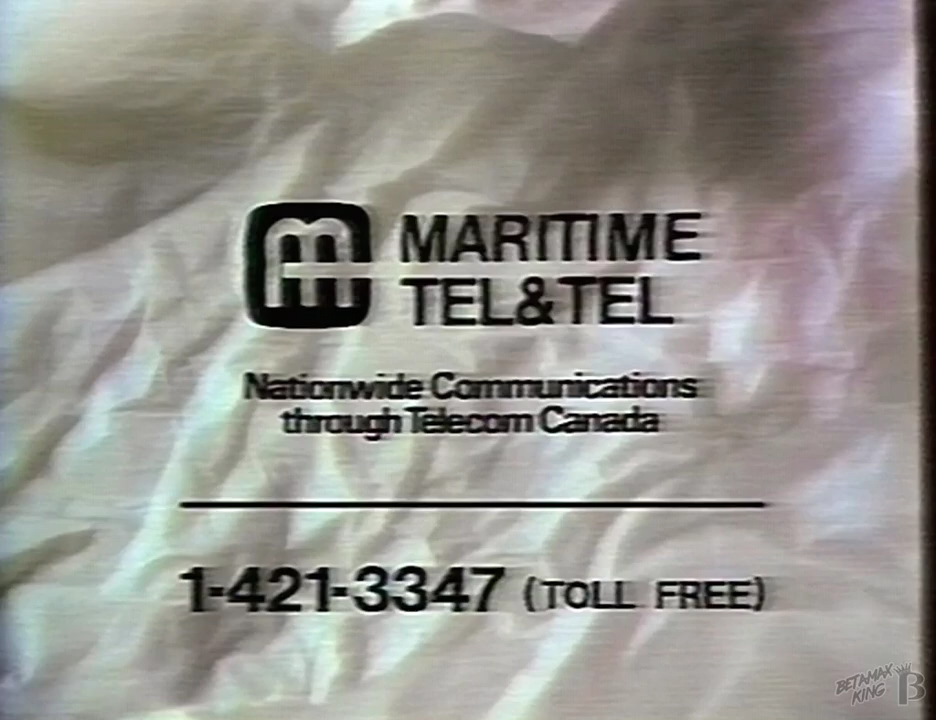 m MARITIME
TEL&TEL
Nationwide Communications
through Telecom Canada
1-421-3347 (TOLL FREE)
BETAMAX
KING B